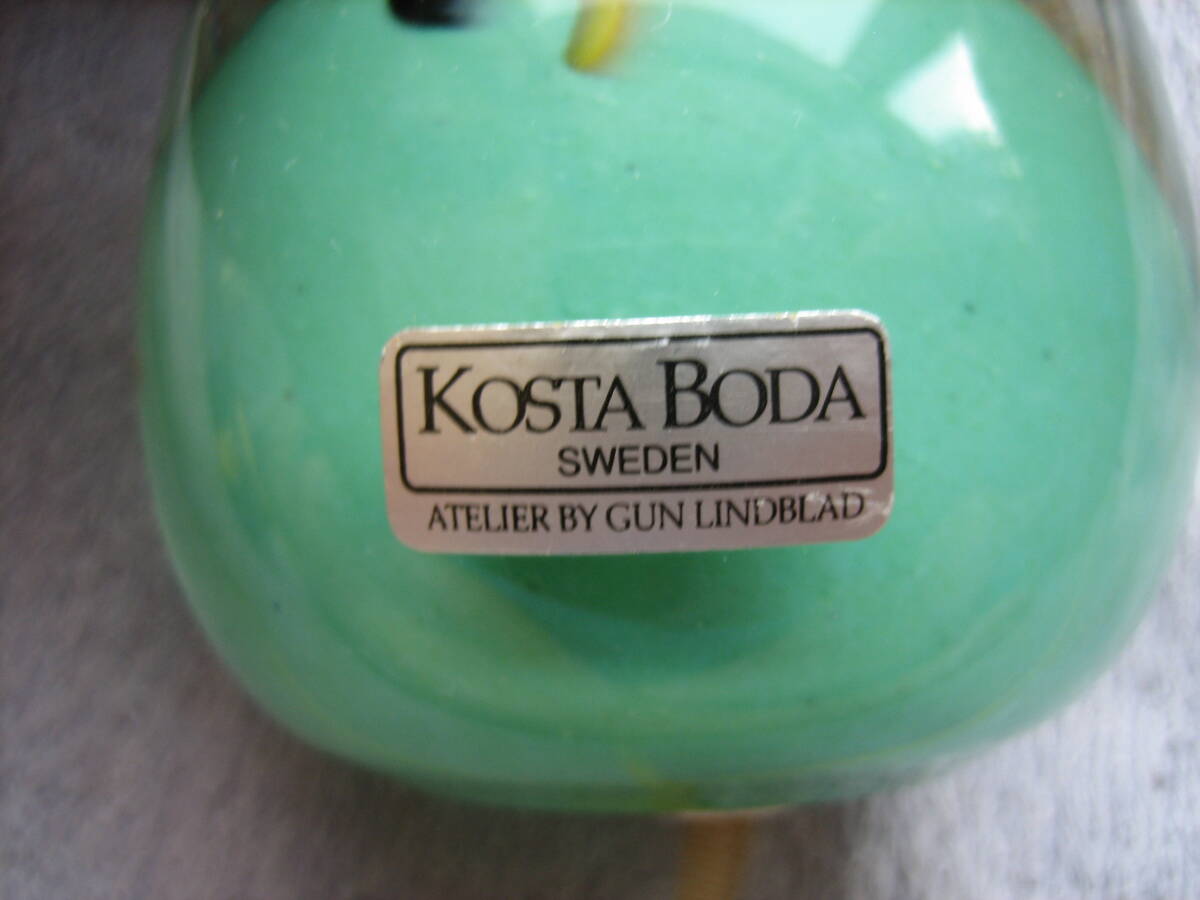 KOSTA BODA
SWEDEN
ATELIER BY GUN LINDBLAD